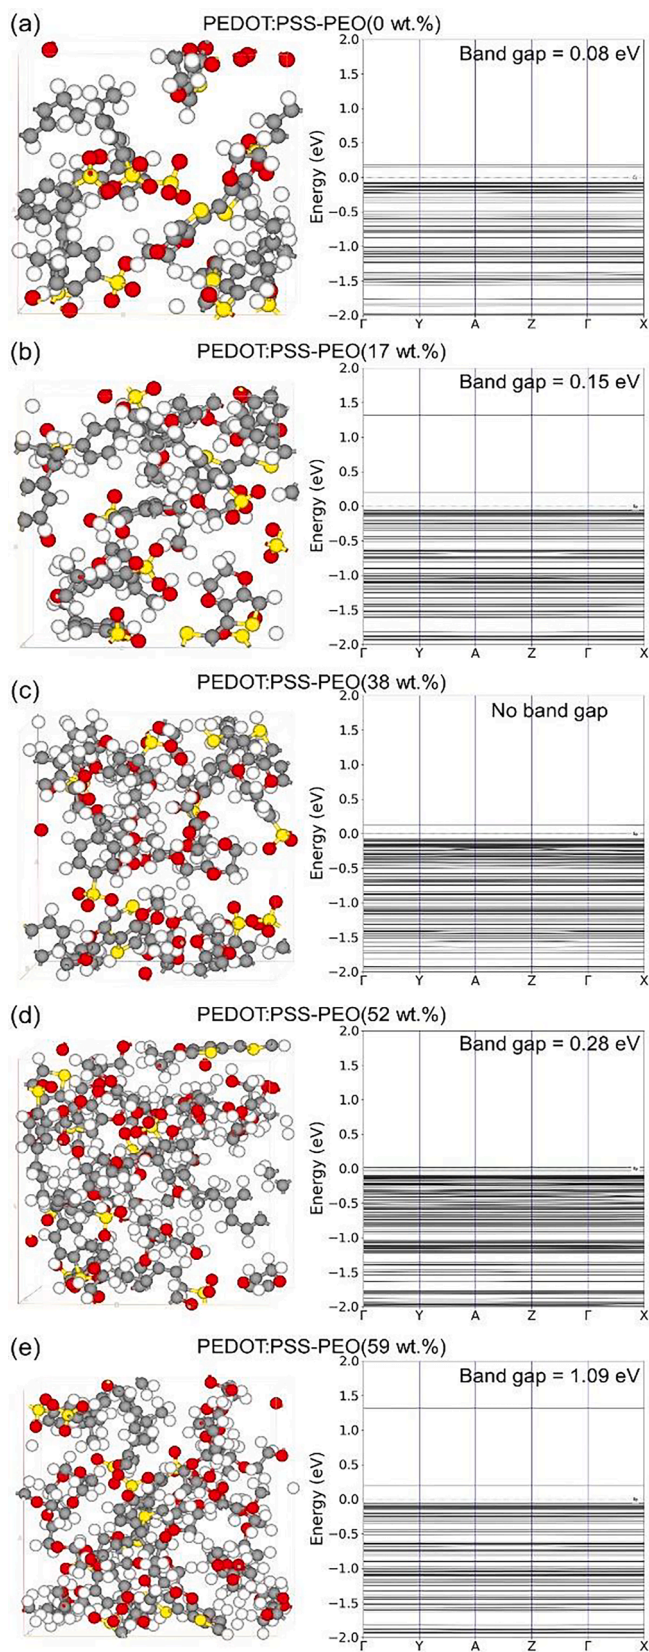 (a) PEDOT:PSS-PEO(0 wt.%)
Band gap = 0.08 eV
Energy (eV)
2.0
1.5
1.0
0.5
0.0
−0.5
−1.0
−1.5
−2.0
Γ Y A Z Γ X
(b) PEDOT:PSS-PEO(17 wt.%)
Band gap = 0.15 eV
Energy (eV)
2.0
1.5
1.0
0.5
0.0
−0.5
−1.0
−1.5
−2.0
Γ Y A Z Γ X
(c) PEDOT:PSS-PEO(38 wt.%)
No band gap
Energy (eV)
2.0
1.5
1.0
0.5
0.0
−0.5
−1.0
−1.5
−2.0
Γ Y A Z Γ X
(d) PEDOT:PSS-PEO(52 wt.%)
Band gap = 0.28 eV
Energy (eV)
2.0
1.5
1.0
0.5
0.0
−0.5
−1.0
−1.5
−2.0
Γ Y A Z Γ X
(e) PEDOT:PSS-PEO(59 wt.%)
Band gap = 1.09 eV
Energy (eV)
2.0
1.5
1.0
0.5
0.0
−0.5
−1.0
−1.5
−2.0
Γ Y A Z Γ X